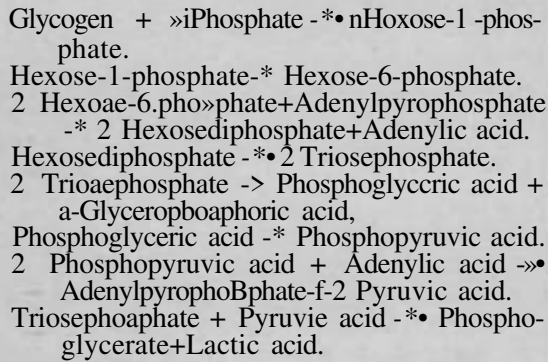 Glycogen + »iPhosphate -*• nHoxose-1 -phos-
phate.
Hexose-1-phosphate-* Hexose-6-phosphate.
2 Hexoae-6.pho»phate+Adenylpyrophosphate
-* 2 Hexosediphosphate+Adenylic acid.
Hexosediphosphate -*• 2 Triosephosphate.
2 Trioaephosphate -> Phosphoglyccric acid +
a-Glyceropboaphoric acid,
Phosphoglyceric acid -* Phosphopyruvic acid.
2 Phosphopyruvic acid + Adenylic acid -»•
AdenylpyrophoBphate-f-2 Pyruvic acid.
Triosephoaphate + Pyruvie acid -*• Phospho-
glycerate+Lactic acid.